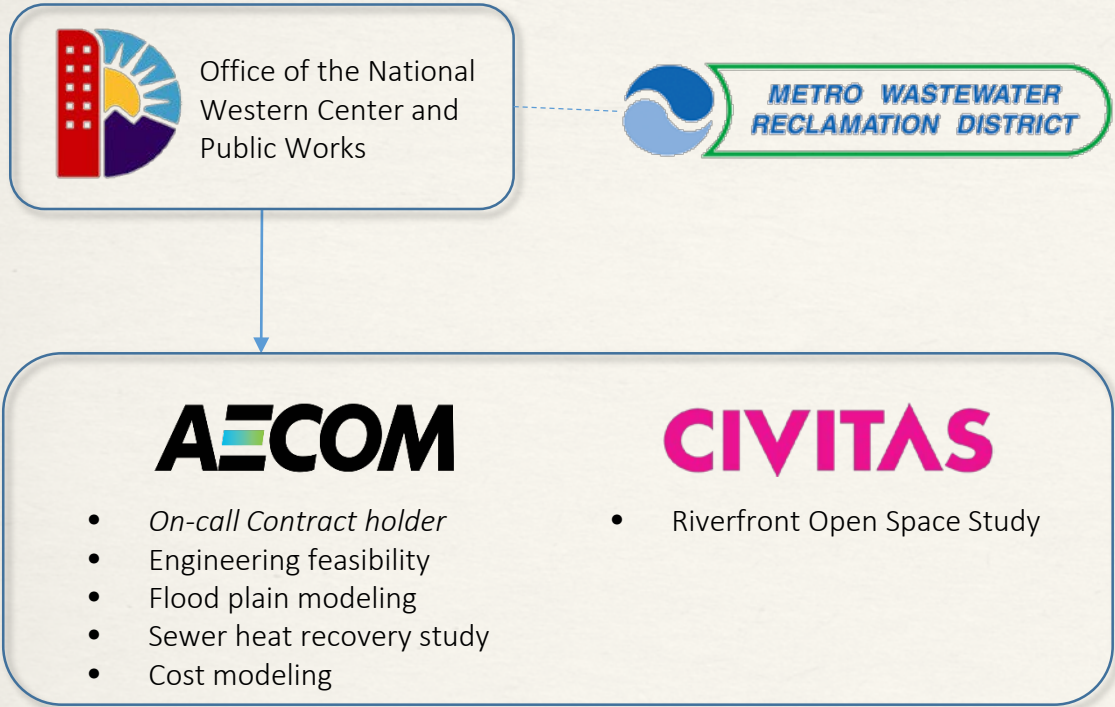 Office of the National
Western Center and
Public Works
METRO WASTEWATER
RECLAMATION DISTRICT
AECOM
• On-call Contract holder
• Engineering feasibility
• Flood plain modeling
• Sewer heat recovery study
• Cost modeling
CIVITAS
• Riverfront Open Space Study